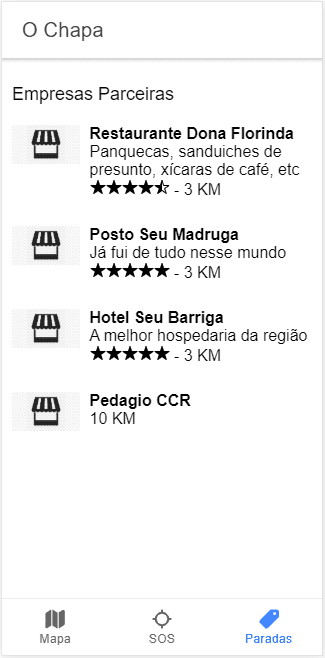 O Chapa
Empresas Parceiras
Restaurante Dona Florinda
Panquecas, sanduiches de
presunto, xícaras de café, etc
★★★★⯪ - 3 KM
Posto Seu Madruga
Já fui de tudo nesse mundo
★★★★★ - 3 KM
Hotel Seu Barriga
A melhor hospedaria da região
★★★★★ - 3 KM
Pedagio CCR
10 KM
Mapa
SOS
Paradas